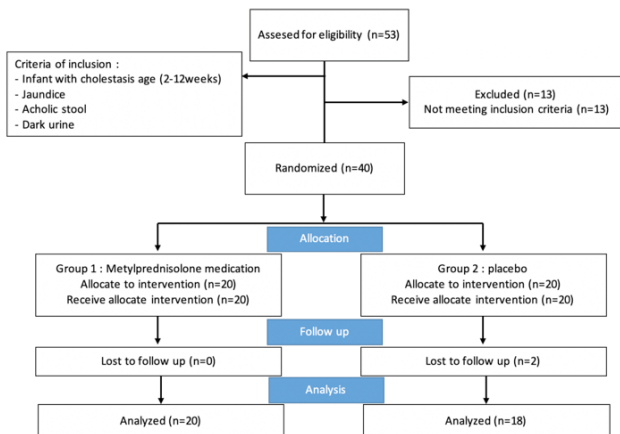 Assesed for eligibility (n=53)
Criteria of inclusion :
- Infant with cholestasis age (2-12weeks)
- Jaundice
- Acholic stool
- Dark urine
Excluded (n=13)
Not meeting inclusion criteria (n=13)
Randomized (n=40)
Allocation
Group 1 : Metylprednisolone medication
Allocate to intervention (n=20)
Receive allocate intervention (n=20)
Group 2 : placebo
Allocate to intervention (n=20)
Receive allocate intervention (n=20)
Follow up
Lost to follow up (n=0)
Lost to follow up (n=2)
Analysis
Analyzed (n=20)
Analyzed (n=18)